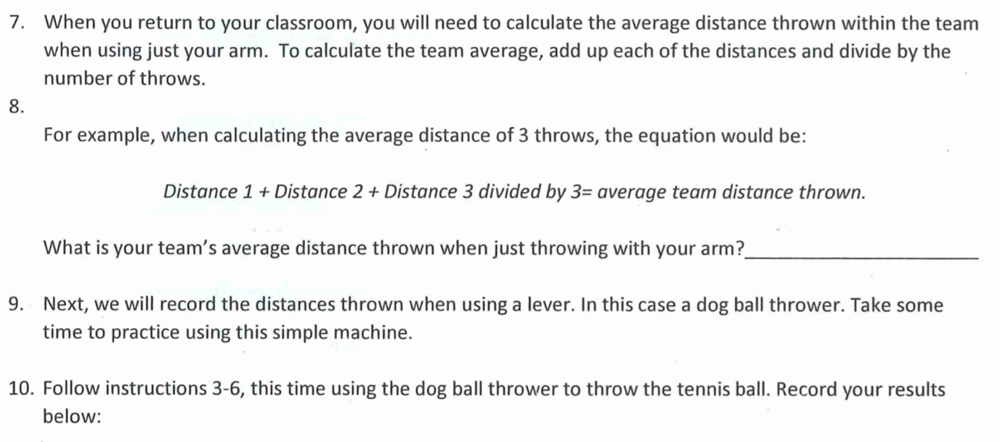 7. When you return to your classroom, you will need to calculate the average distance thrown within the team
when using just your arm. To calculate the team average, add up each of the distances and divide by the
number of throws.
8.
For example, when calculating the average distance of 3 throws, the equation would be:
Distance 1 + Distance 2 + Distance 3 divided by 3= average team distance thrown.
What is your team's average distance thrown when just throwing with your arm?____________________
9. Next, we will record the distances thrown when using a lever. In this case a dog ball thrower. Take some
time to practice using this simple machine.
10. Follow instructions 3-6, this time using the dog ball thrower to throw the tennis ball. Record your results
below: